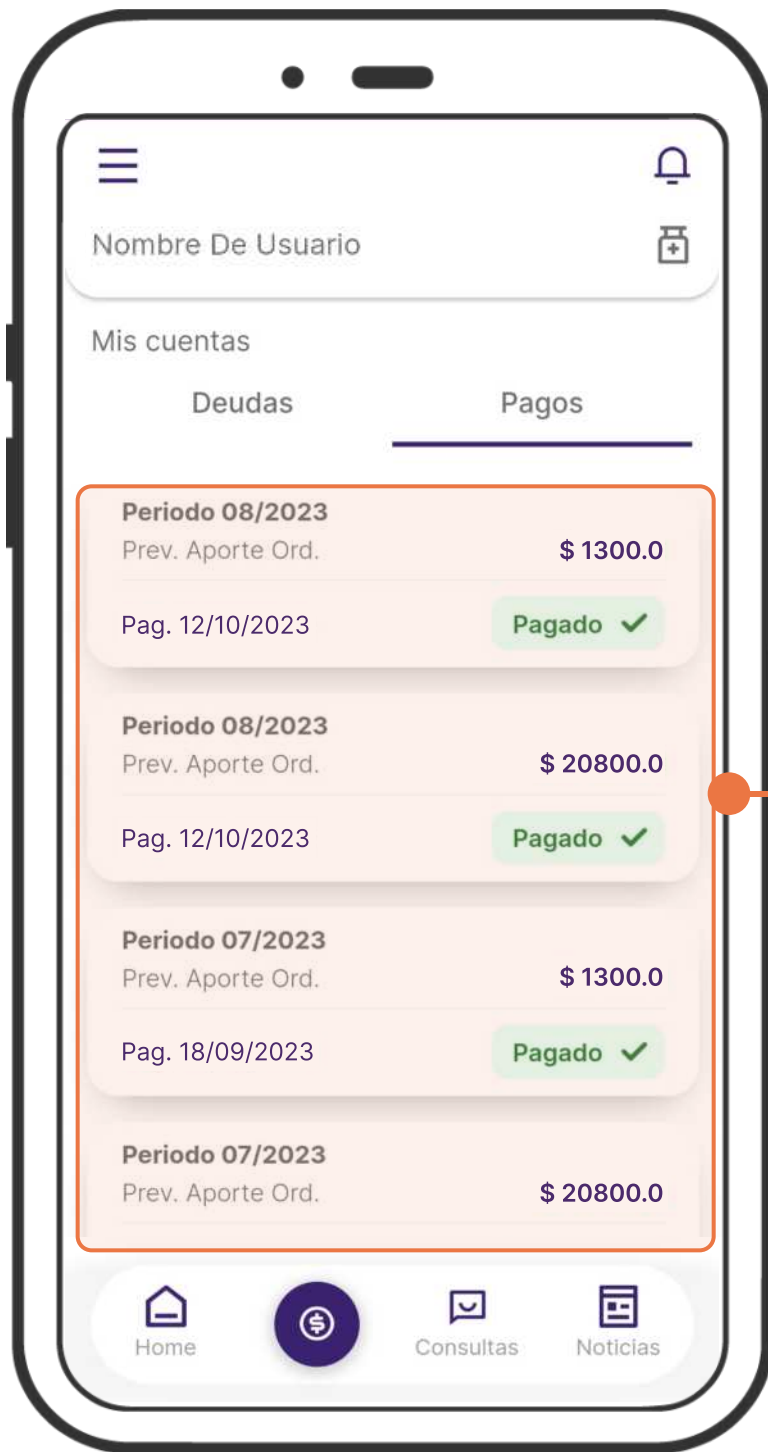 Nombre De Usuario
Mis cuentas
Deudas Pagos
Periodo 08/2023
Prev. Aporte Ord. $ 1300.0
Pag. 12/10/2023 Pagado
Periodo 08/2023
Prev. Aporte Ord. $ 20800.0
Pag. 12/10/2023 Pagado
Periodo 07/2023
Prev. Aporte Ord. $ 1300.0
Pag. 18/09/2023 Pagado
Periodo 07/2023
Prev. Aporte Ord. $ 20800.0
Home Consultas Noticias